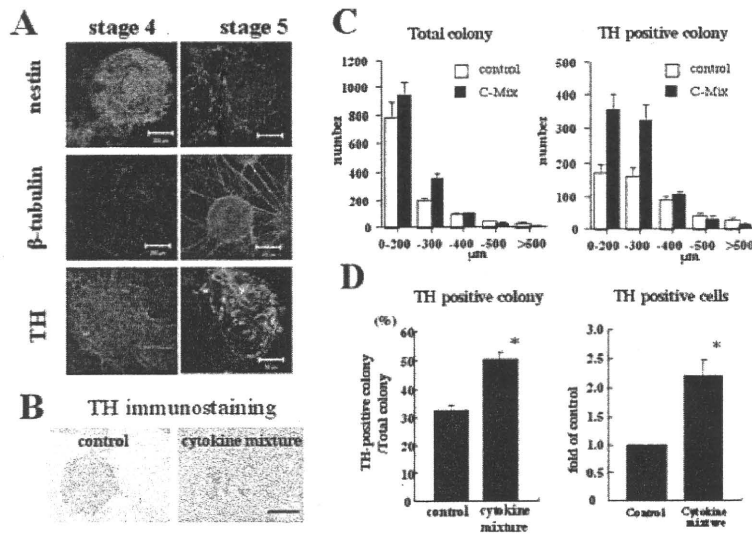 A
stage 4 stage 5
nestin
β-tubulin
TH
B
TH immunostaining
control cytokine mixture
C
Total colony
control
C-Mix
number
1200
1000
800
600
400
200
0
0-200 -300 -400 -500 >500
μm
TH positive colony
control
C-Mix
number
500
400
300
200
100
0
0-200 -300 -400 -500 >500
μm
D
TH positive colony
(%)
TH-positive colony
/Total colony
60
50
40
30
20
10
0
*
control cytokine
mixture
TH positive cells
fold of control
3.0
2.5
2.0
1.5
1.0
0.5
0
*
Control Cytokine
mixture